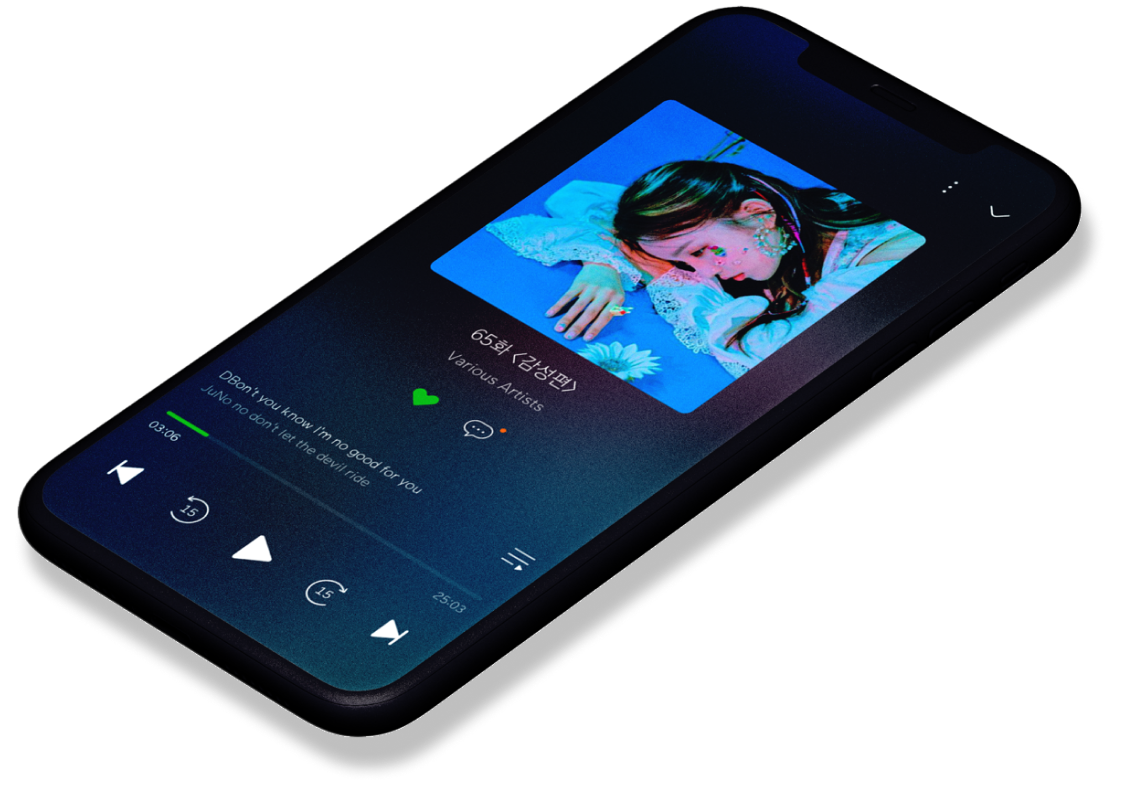 65화 〈감성편〉
Various Artists
DBon't you know I'm no good for you
JuNo no don't let the devil ride
03:06
25:03
15
15